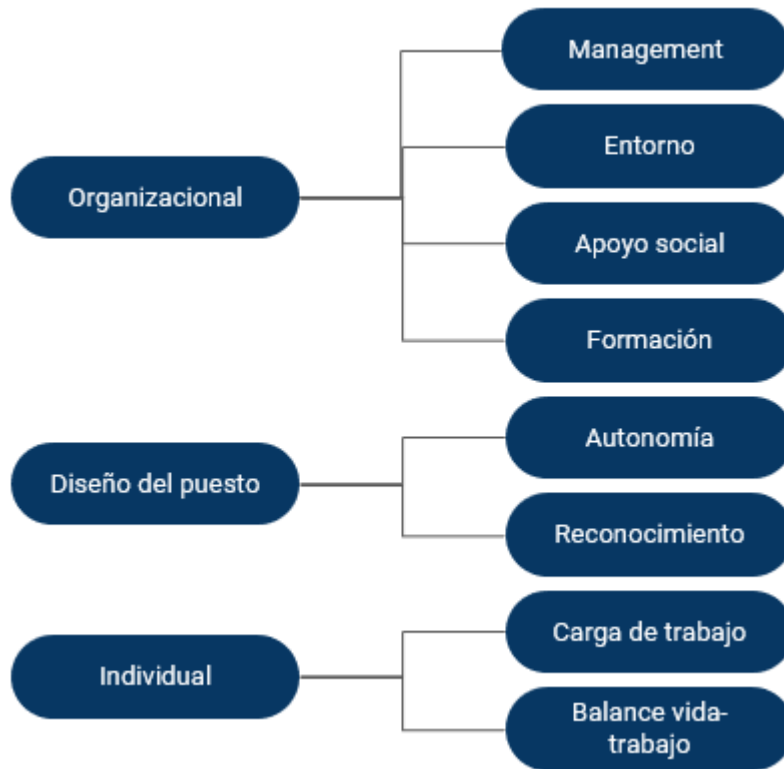 Organizacional
Management
Entorno
Apoyo social
Formación
Diseño del puesto
Autonomía
Reconocimiento
Individual
Carga de trabajo
Balance vida-
trabajo